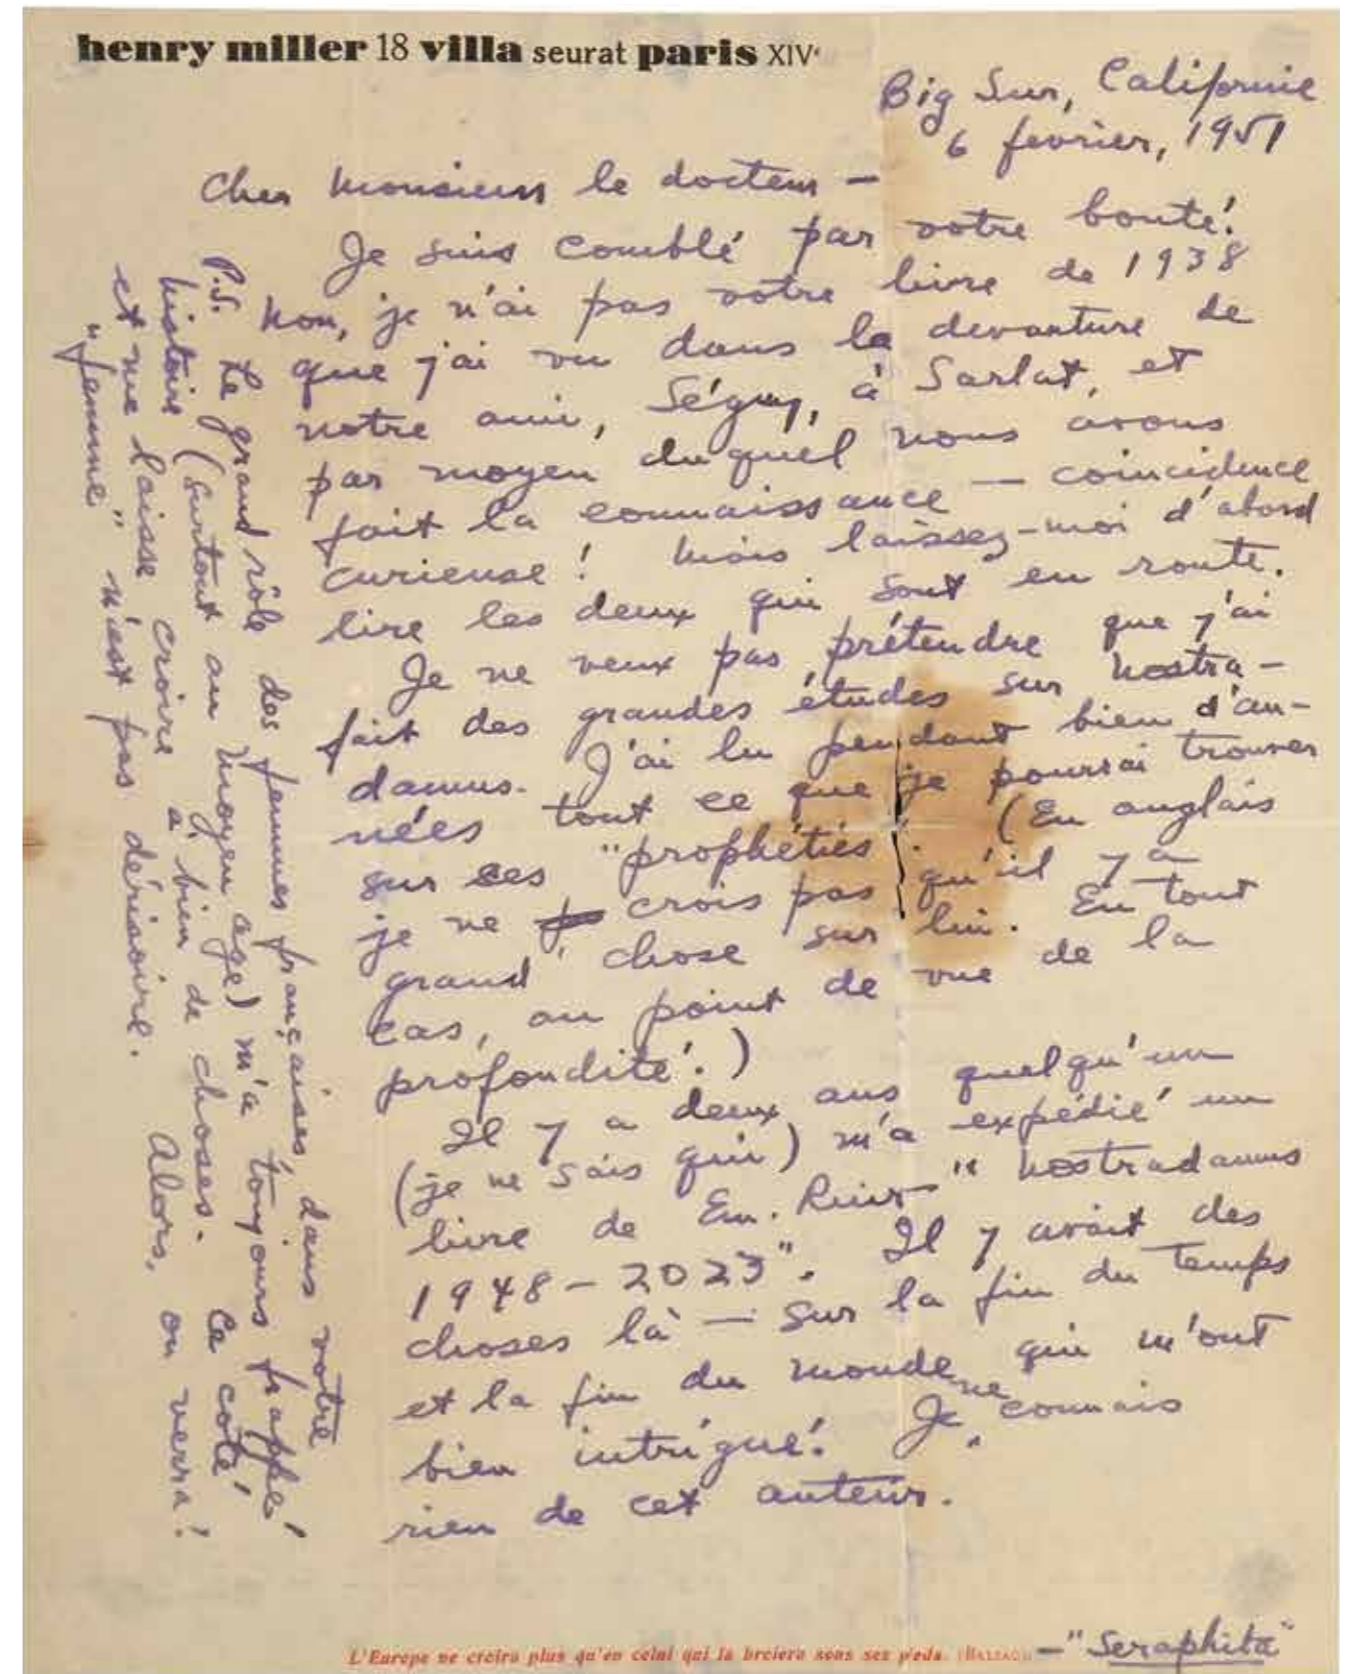 henry miller 18 villa seurat paris XIVᵉ
Big Sur, Californie
6 fevrier, 1951
Cher Monsieur le docteur —
Je suis comblé par votre bonté!
Non, je n'ai pas votre livre de 1938
que j'ai vu dans la devanture de
notre ami, Séguy, à Sarlat, et
par moyen duquel nous avons
fait la connaissance — coincidence
curieuse! Mais laissez-moi d'abord
lire les deux qui sont en route.
Je ne veux pas prétendre que j'ai
fait des grandes études sur Nostra-
damus. J'ai lu pendant bien d'an-
nées tout ce que je pourrai trouver
sur ses "prophéties". (En anglais
je ne crois pas qu'il y a
grand' chose sur lui. En tout
cas, au point de vue de la
profondité.)
Il y a deux ans quelqu'un
(je ne sais qui) m'a expédié un
livre de Em. Ruir "Nostradamus
1948 – 2023". Il y avait des
choses là — sur la fin du temps
et la fin du monde qui m'ont
bien intrigué. Je ne connais
rien de cet auteur.
P.S. Le grand rôle des femmes françaises, dans votre
histoire (surtout au moyen age) m'a toujours frappé
et me laisse croire à bien de choses. Ce coté
"femme" n'est pas dérisoire. Alors, on verra!
L'Europe ne croira plus qu'en celui qui la broiera sous ses pieds. (BALZAC) — "Seraphita"